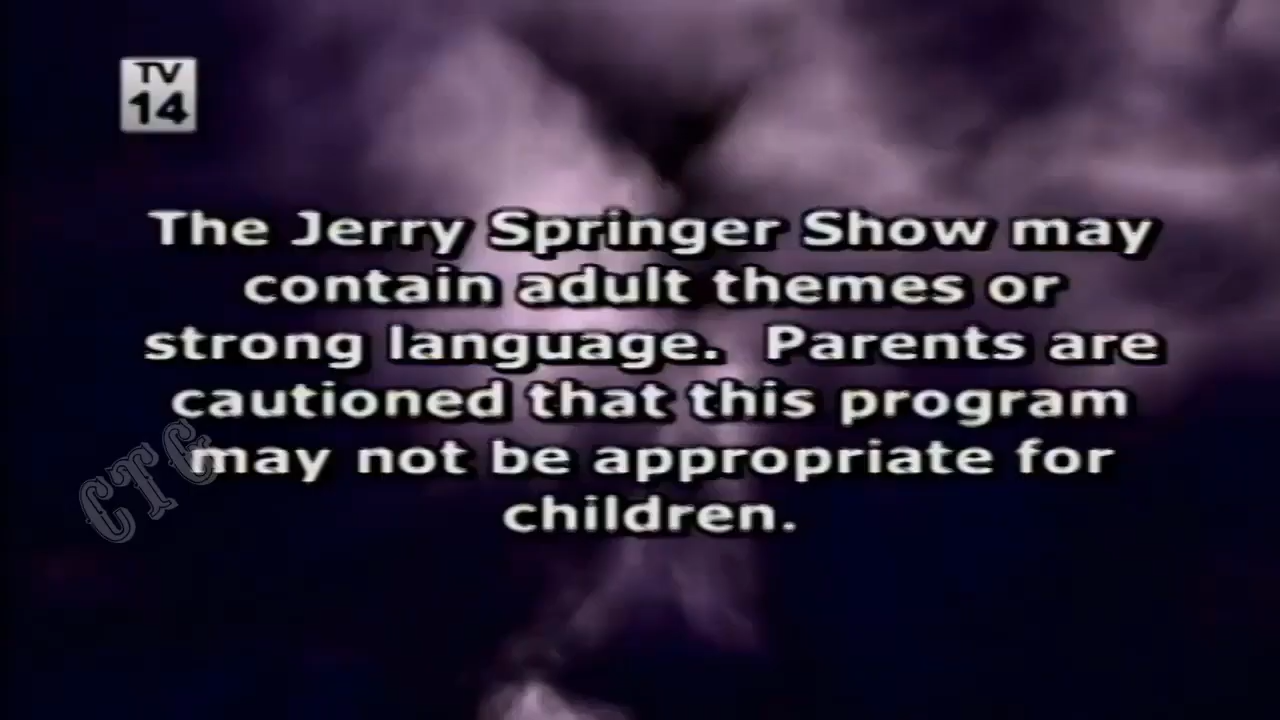 TV
14
The Jerry Springer Show may
contain adult themes or
strong language. Parents are
cautioned that this program
may not be appropriate for
children.
CTG